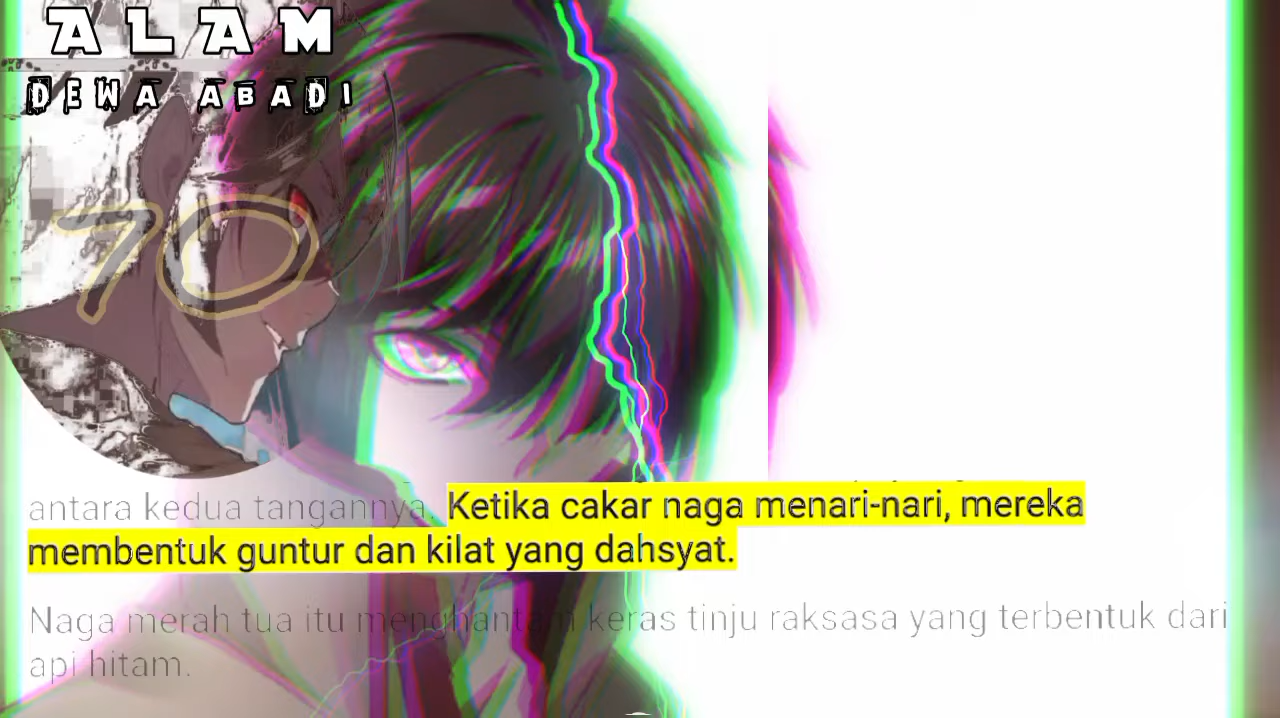 ALAM
DEWA ABADI
70
antara kedua tangannya. Ketika cakar naga menari-nari, mereka
membentuk guntur dan kilat yang dahsyat.
Naga merah tua itu menghantam keras tinju raksasa yang terbentuk dari
api hitam.